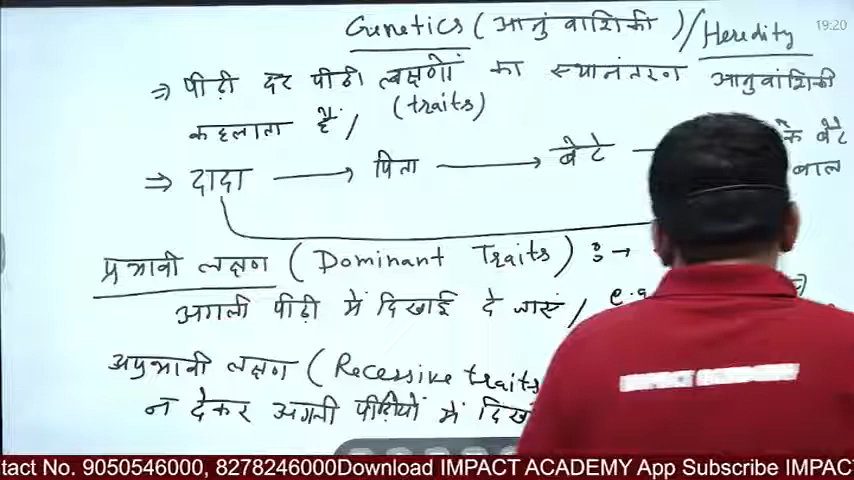 Genetics (आनुंवाशिकी) / Heredity
19:20
⇒ पीढ़ी दर पीढी लक्षणों का स्थानंतरण आनुवांशिकी
कहलाता हैं / (traits)
के बेटे
⇒ दादा → पिता → बेटे
बाल
प्रभावी लक्षण (Dominant Traits) : →
अगली पीढ़ी में दिखाई दे जाएं / e.g
अप्रभावी लक्षण (Recessive traits
न देकर अगली पीढ़ियों में
tact No. 9050546000, 8278246000Download IMPACT ACADEMY App Subscribe IMPACT